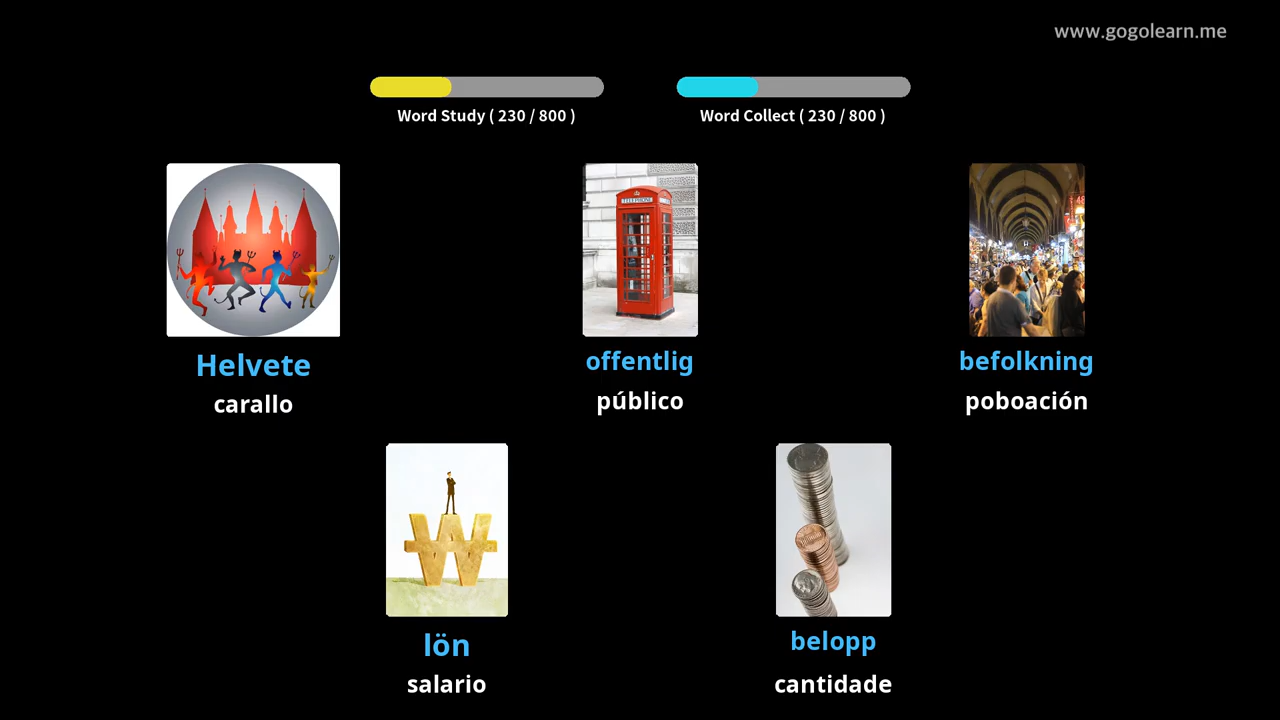 www.gogolearn.me
Word Study ( 230 / 800 )
Word Collect ( 230 / 800 )
TELEPHONE
Helvete
carallo
offentlig
público
befolkning
poboación
lön
salario
belopp
cantidade